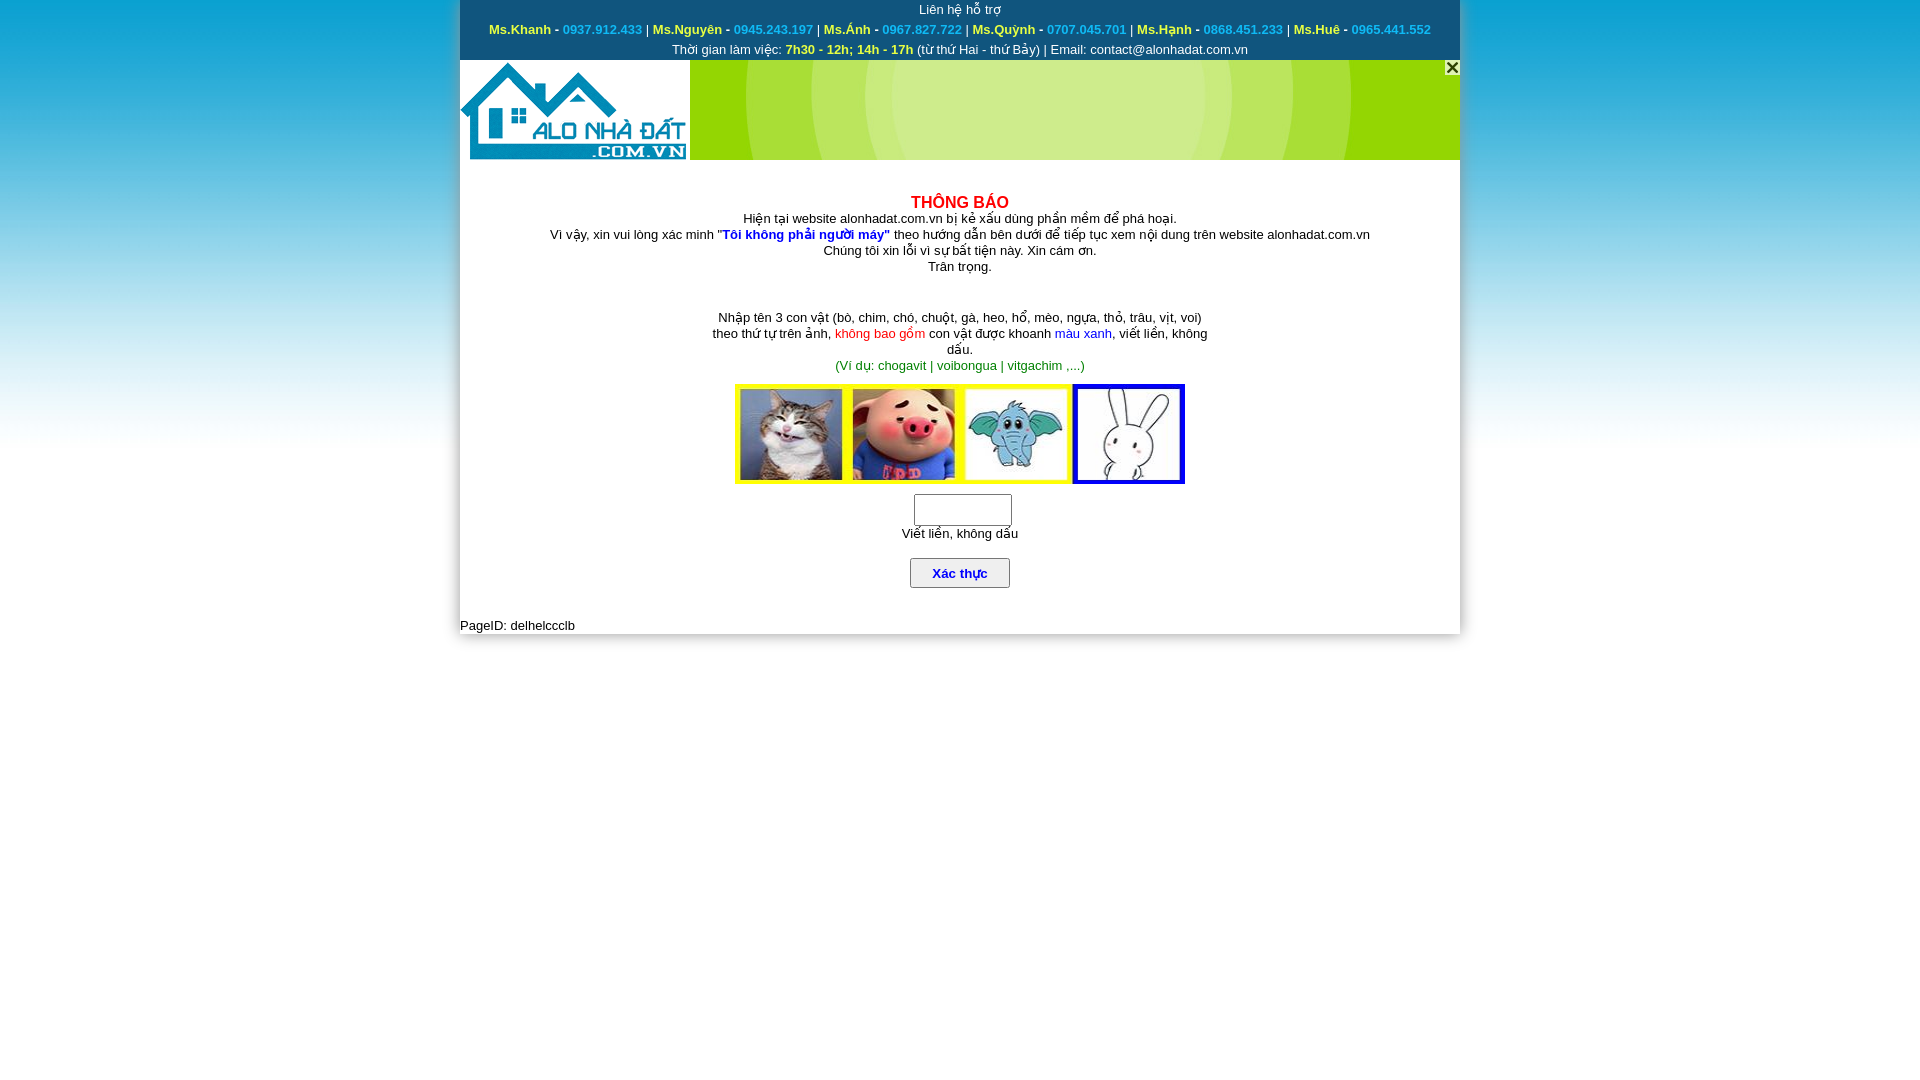 Liên hệ hỗ trợ
Ms.Khanh - 0937.912.433 | Ms.Nguyên - 0945.243.197 | Ms.Ánh - 0967.827.722 | Ms.Quỳnh - 0707.045.701 | Ms.Hạnh - 0868.451.233 | Ms.Huê - 0965.441.552
Thời gian làm việc: 7h30 - 12h; 14h - 17h (từ thứ Hai - thứ Bảy) | Email: contact@alonhadat.com.vn
ALO NHÀ ĐẤT
.COM.VN
THÔNG BÁO
Hiện tại website alonhadat.com.vn bị kẻ xấu dùng phần mềm để phá hoại.
Vì vậy, xin vui lòng xác minh "Tôi không phải người máy" theo hướng dẫn bên dưới để tiếp tục xem nội dung trên website alonhadat.com.vn
Chúng tôi xin lỗi vì sự bất tiện này. Xin cám ơn.
Trân trọng.
Nhập tên 3 con vật (bò, chim, chó, chuột, gà, heo, hổ, mèo, ngựa, thỏ, trâu, vịt, voi)
theo thứ tự trên ảnh, không bao gồm con vật được khoanh màu xanh, viết liền, không
dấu.
(Ví dụ: chogavit | voibongua | vitgachim ,...)
Viết liền, không dấu
Xác thực
PageID: delhelccclb